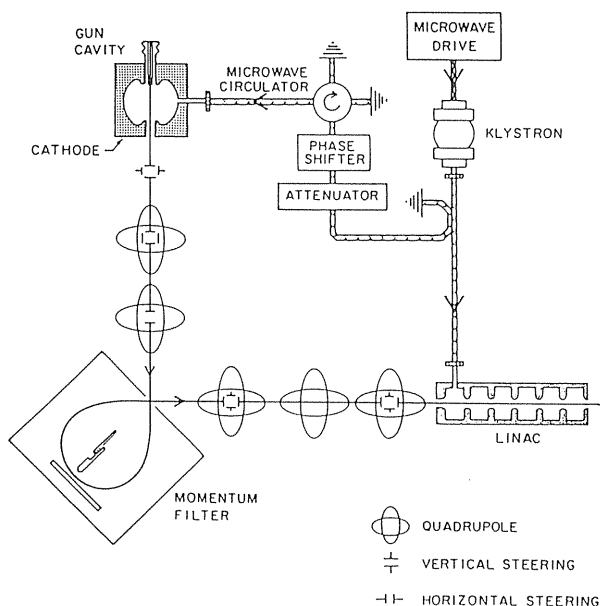 GUN
CAVITY
MICROWAVE
DRIVE
MICROWAVE
CIRCULATOR
KLYSTRON
CATHODE
PHASE
SHIFTER
ATTENUATOR
LINAC
MOMENTUM
FILTER
QUADRUPOLE
VERTICAL STEERING
HORIZONTAL STEERING